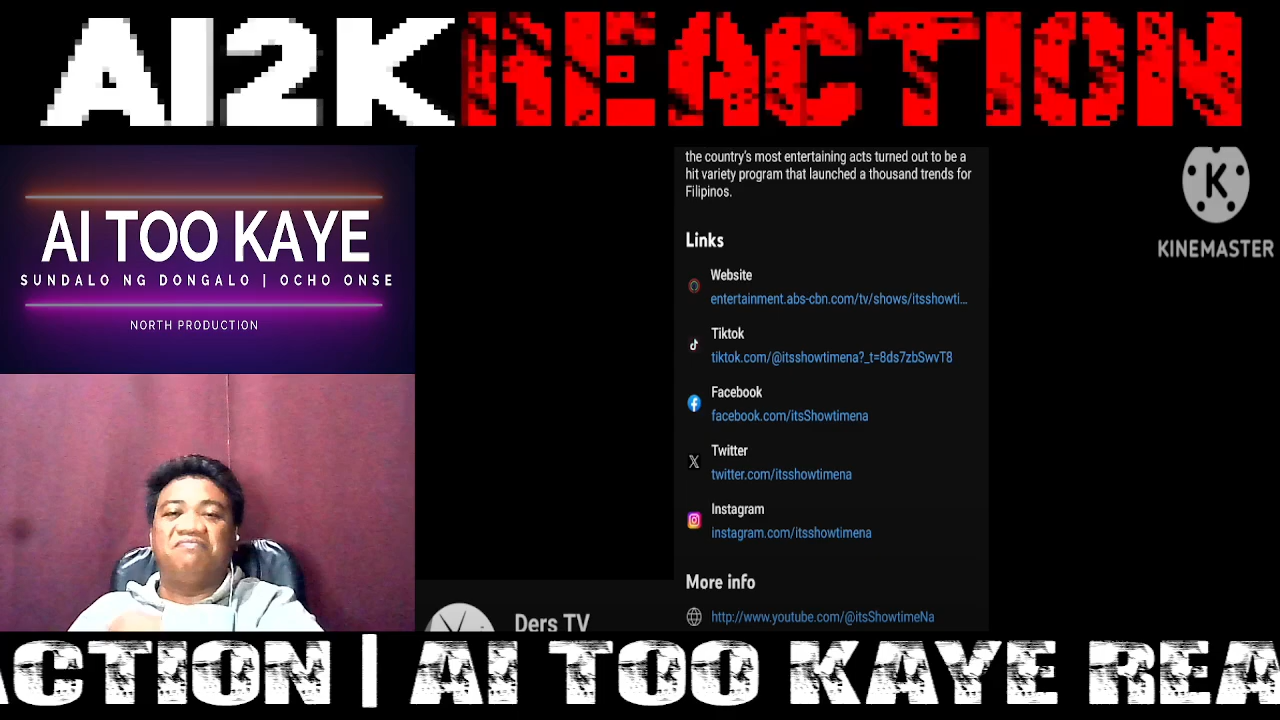 AI2KREACTION
AI TOO KAYE
SUNDALO NG DONGALO | OCHO ONSE
NORTH PRODUCTION
the country's most entertaining acts turned out to be a
hit variety program that launched a thousand trends for
Filipinos.
Links
Website
entertainment.abs-cbn.com/tv/shows/itsshowti...
Tiktok
tiktok.com/@itsshowtimena?_t=8ds7zbSwvT8
Facebook
facebook.com/itsShowtimena
Twitter
twitter.com/itsshowtimena
Instagram
instagram.com/itsshowtimena
More info
http://www.youtube.com/@itsShowtimeNa
K
KINEMASTER
Ders TV
ACTION | AI TOO KAYE REA